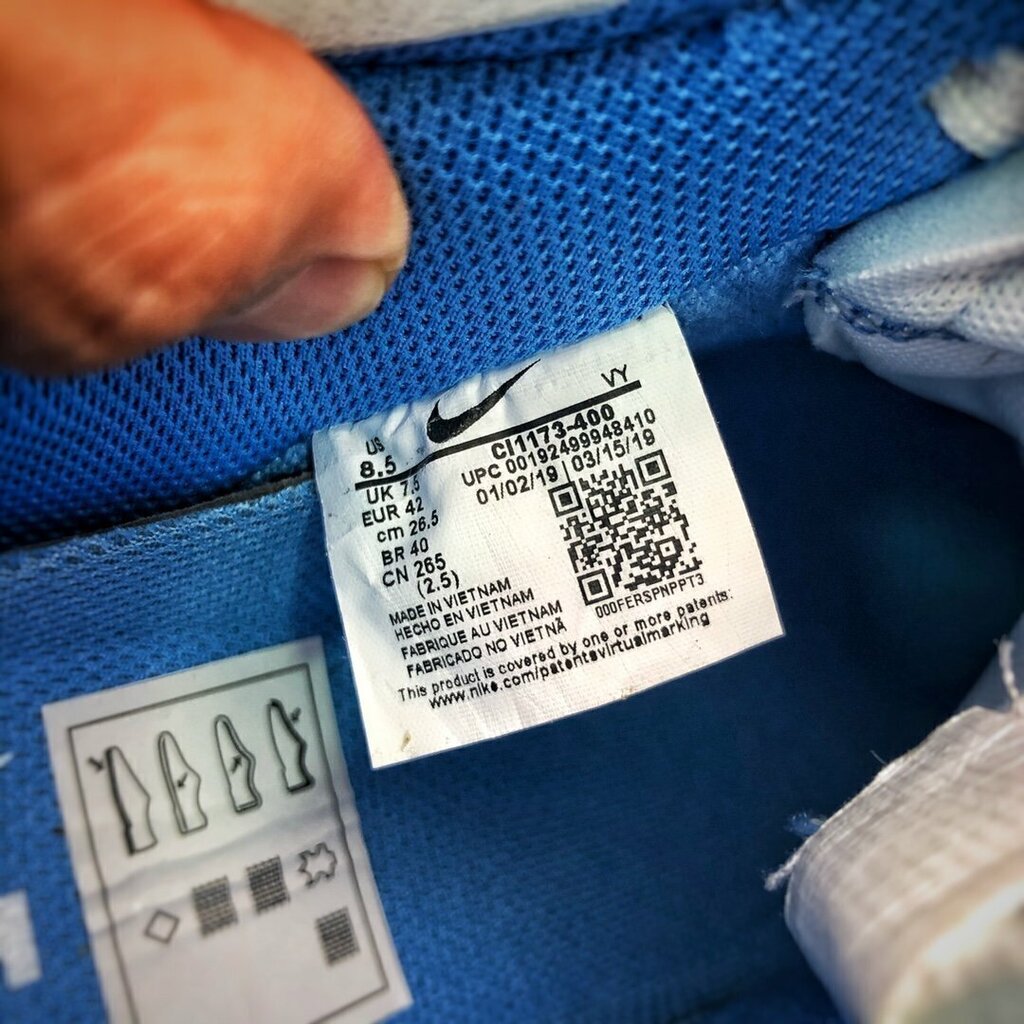 VY
US
8.5
CI1173-400
UPC 00192499948410
01/02/19 | 03/15/19
UK 7.5
EUR 42
cm 26.5
BR 40
CN 265
(2.5)
MADE IN VIETNAM
HECHO EN VIETNAM
FABRIQUE AU VIETNAM
FABRICADO NO VIETNÃ
000FERSPNPPT3
This product is covered by one or more patents:
www.nike.com/patentsvirtualmarking